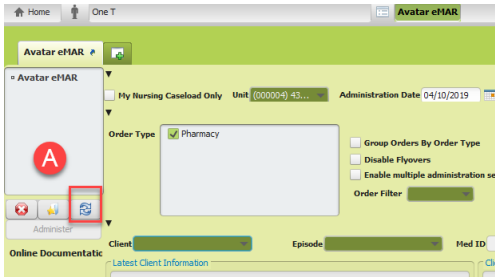 Home
One T
Avatar eMAR
Avatar eMAR
Avatar eMAR
My Nursing Caseload Only Unit (000004) 43... Administration Date 04/10/2019
Order Type Pharmacy
Group Orders By Order Type
Disable Flyovers
Enable multiple administration se
Order Filter
A
Administer
Client Episode Med ID
Online Documentatic
Latest Client Information Cli